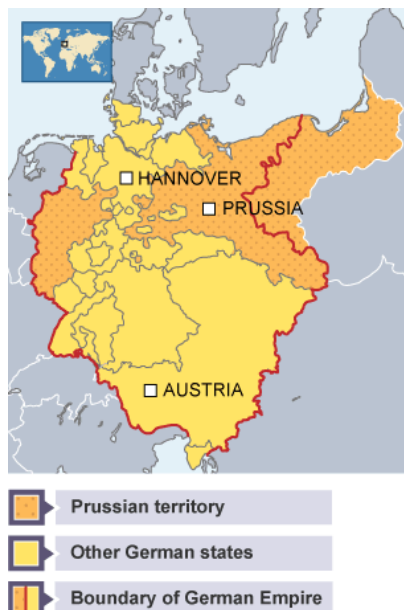 HANNOVER
PRUSSIA
AUSTRIA
Prussian territory
Other German states
Boundary of German Empire